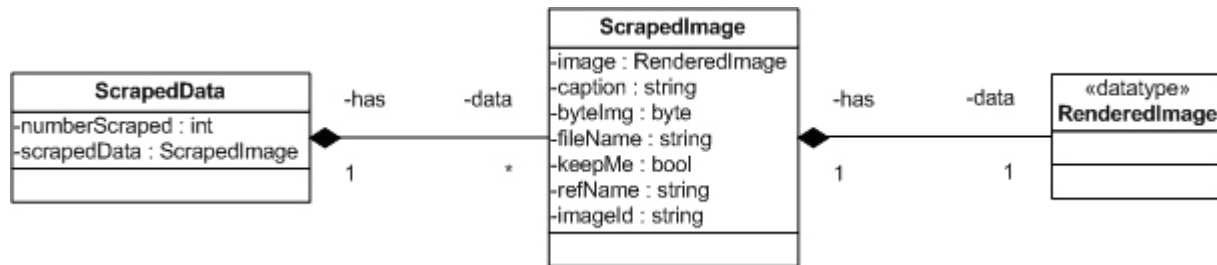 ScrapedData
-numberScraped : int
-scrapedData : ScrapedImage
-has
-data
1
*
ScrapedImage
-image : RenderedImage
-caption : string
-byteImg : byte
-fileName : string
-keepMe : bool
-refName : string
-imageId : string
-has
-data
1
1
«datatype»
RenderedImage